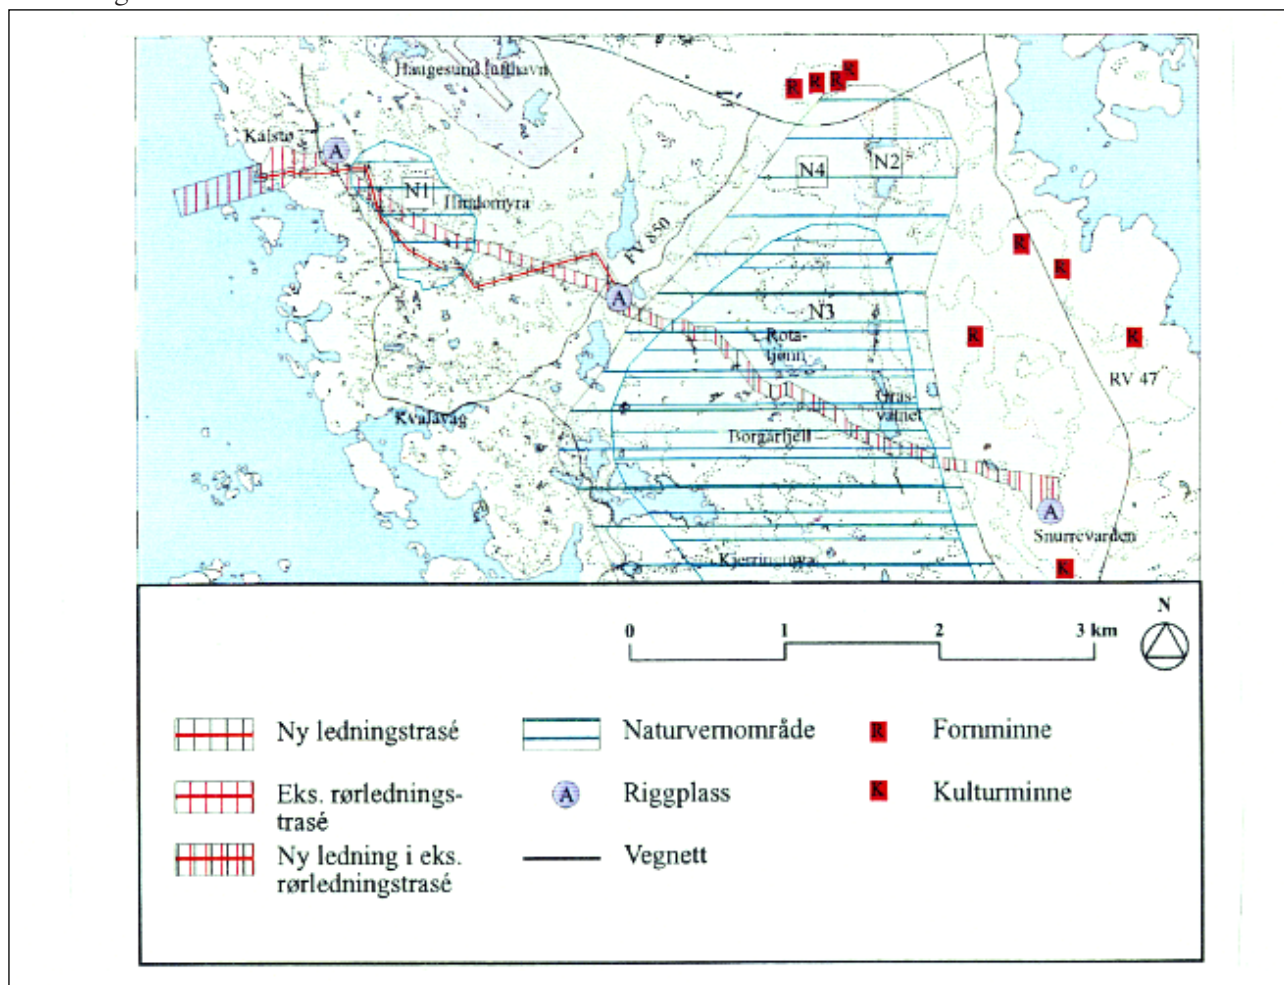 Haugesund lufthavn
Kalstø
A
N1
Himlomyra
FV 850
A
R R R K
N4
N2
N3
R
K
R
R
RV 47
Rota-
tjønn
Gras-
vatnet
Borgarfjell
Kvalavåg
A
Snurrevarden
K
0 1 2 3 km
N
Ny ledningstrasé
Naturvernområde
R Fornminne
Eks. rørlednings-
trasé
A Riggplass
K Kulturminne
Ny ledning i eks.
rørledningstrasé
Vegnett